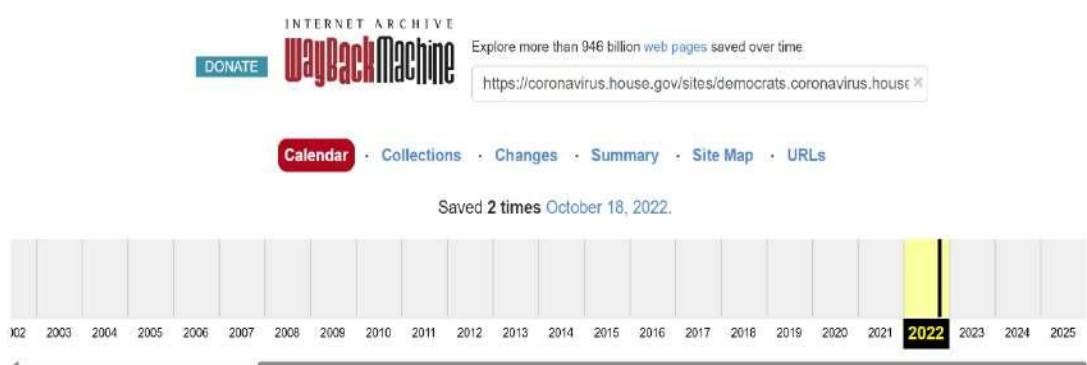 INTERNET ARCHIVE
WayBackMachine
DONATE
Explore more than 946 billion web pages saved over time
https://coronavirus.house.gov/sites/democrats.coronavirus.house ×
Calendar · Collections · Changes · Summary · Site Map · URLs
Saved 2 times October 18, 2022.
2003 2004 2005 2006 2007 2008 2009 2010 2011 2012 2013 2014 2015 2016 2017 2018 2019 2020 2021 2022 2023 2024 2025